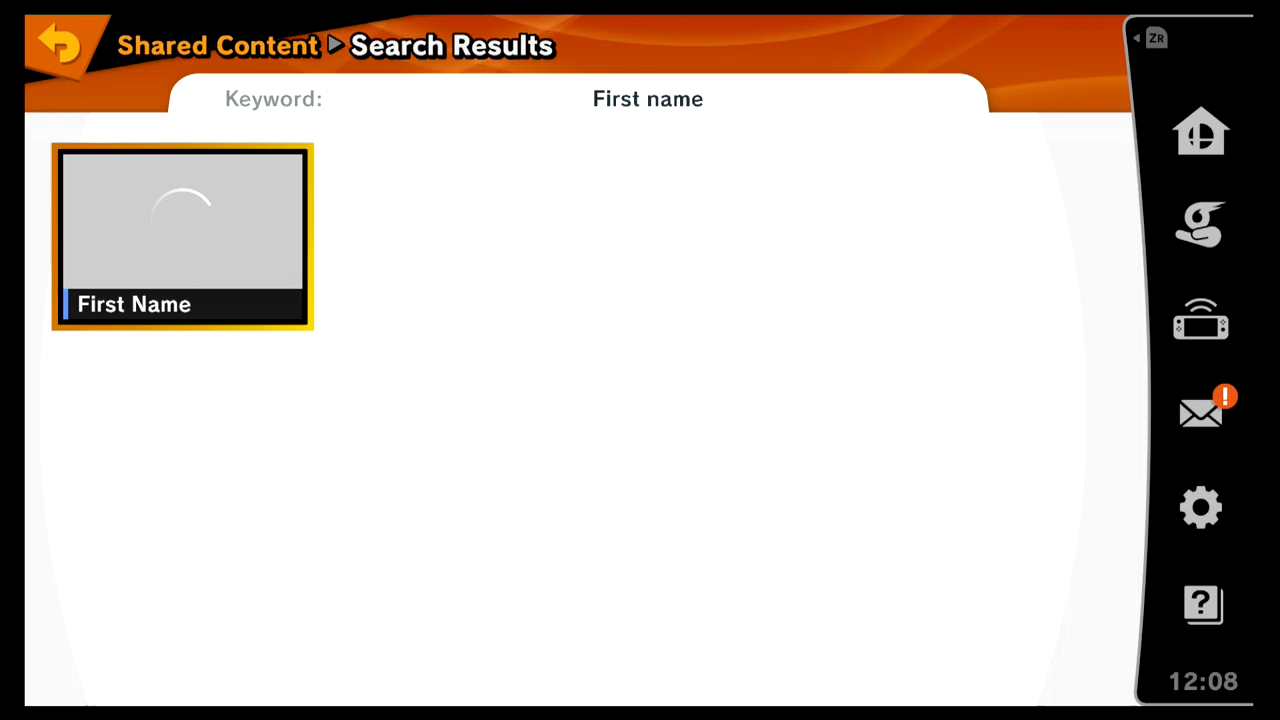 Shared Content ▶ Search Results
ZR
Keyword: First name
First Name
!
?
12:08